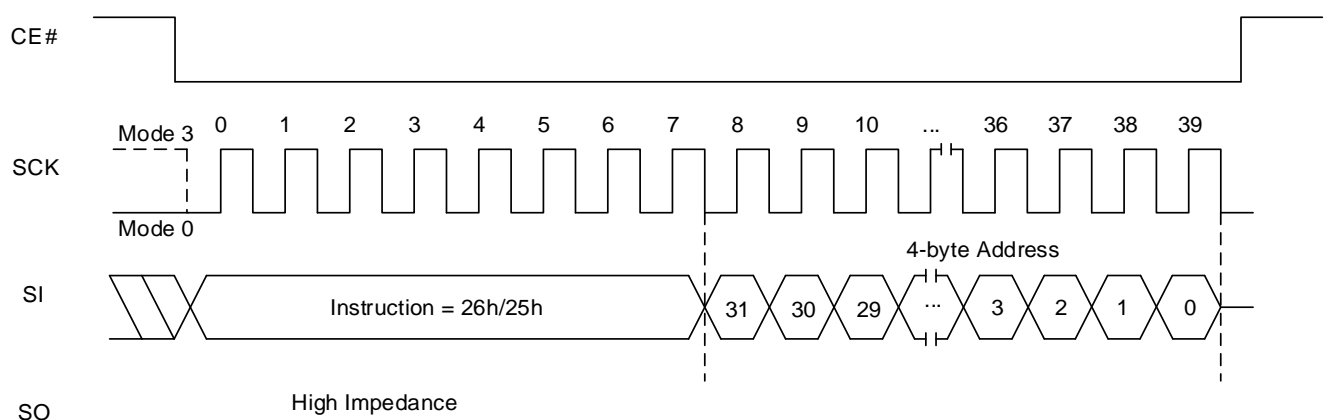 CE#
0 1 2 3 4 5 6 7 8 9 10 ... 36 37 38 39
Mode 3
SCK
Mode 0
4-byte Address
SI
Instruction = 26h/25h 31 30 29 ... 3 2 1 0
High Impedance
SO